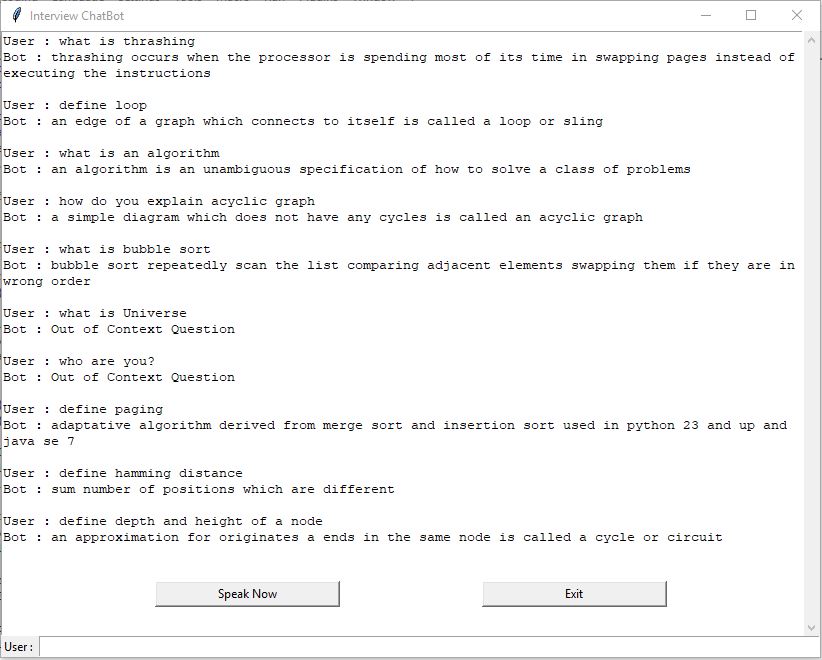 Interview ChatBot
User : what is thrashing
Bot : thrashing occurs when the processor is spending most of its time in swapping pages instead of
executing the instructions
User : define loop
Bot : an edge of a graph which connects to itself is called a loop or sling
User : what is an algorithm
Bot : an algorithm is an unambiguous specification of how to solve a class of problems
User : how do you explain acyclic graph
Bot : a simple diagram which does not have any cycles is called an acyclic graph
User : what is bubble sort
Bot : bubble sort repeatedly scan the list comparing adjacent elements swapping them if they are in
wrong order
User : what is Universe
Bot : Out of Context Question
User : who are you?
Bot : Out of Context Question
User : define paging
Bot : adaptative algorithm derived from merge sort and insertion sort used in python 23 and up and
java se 7
User : define hamming distance
Bot : sum number of positions which are different
User : define depth and height of a node
Bot : an approximation for originates a ends in the same node is called a cycle or circuit
Speak Now
Exit
User :